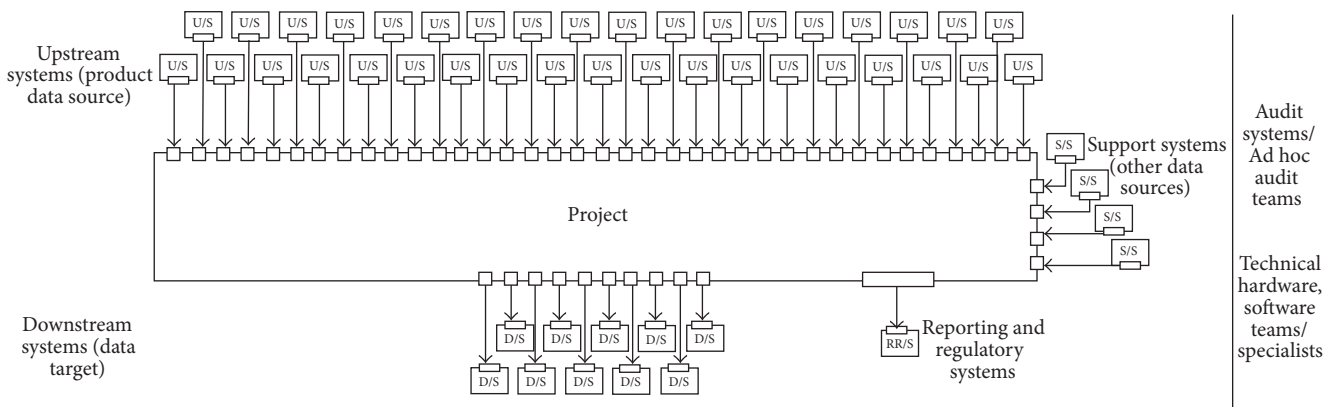 U/S U/S U/S U/S U/S U/S U/S U/S U/S U/S U/S U/S U/S U/S U/S U/S U/S U/S
U/S U/S U/S U/S U/S U/S U/S U/S U/S U/S U/S U/S U/S U/S U/S U/S U/S U/S U/S
Upstream
systems (product
data source)
S/S
S/S
S/S
S/S
Support systems
(other data
sources)
Audit
systems/
Ad hoc
audit
teams
Project
Technical
hardware,
software
teams/
specialists
Downstream
systems (data
target)
D/S D/S D/S D/S D/S
D/S D/S D/S D/S D/S
RR/S
Reporting and
regulatory
systems